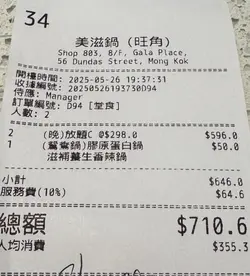 34
美滋鍋 (旺角)
Shop 803, 8/F, Gala Place,
56 Dundas Street, Mong Kok
開檯時間: 2025-05-26 19:37:31
收據編號: 20250526193730D94
侍應: Manager
訂單編號: D94 [堂食]
人數: 2
2 (晚)放題C @$298.0 $596.0
1 (鴛鴦鍋)膠原蛋白鍋 $50.0
滋補養生番辣鍋
小計 $646.0
服務費(10%) $64.6
總額 $710.6
人均消費 $355.3